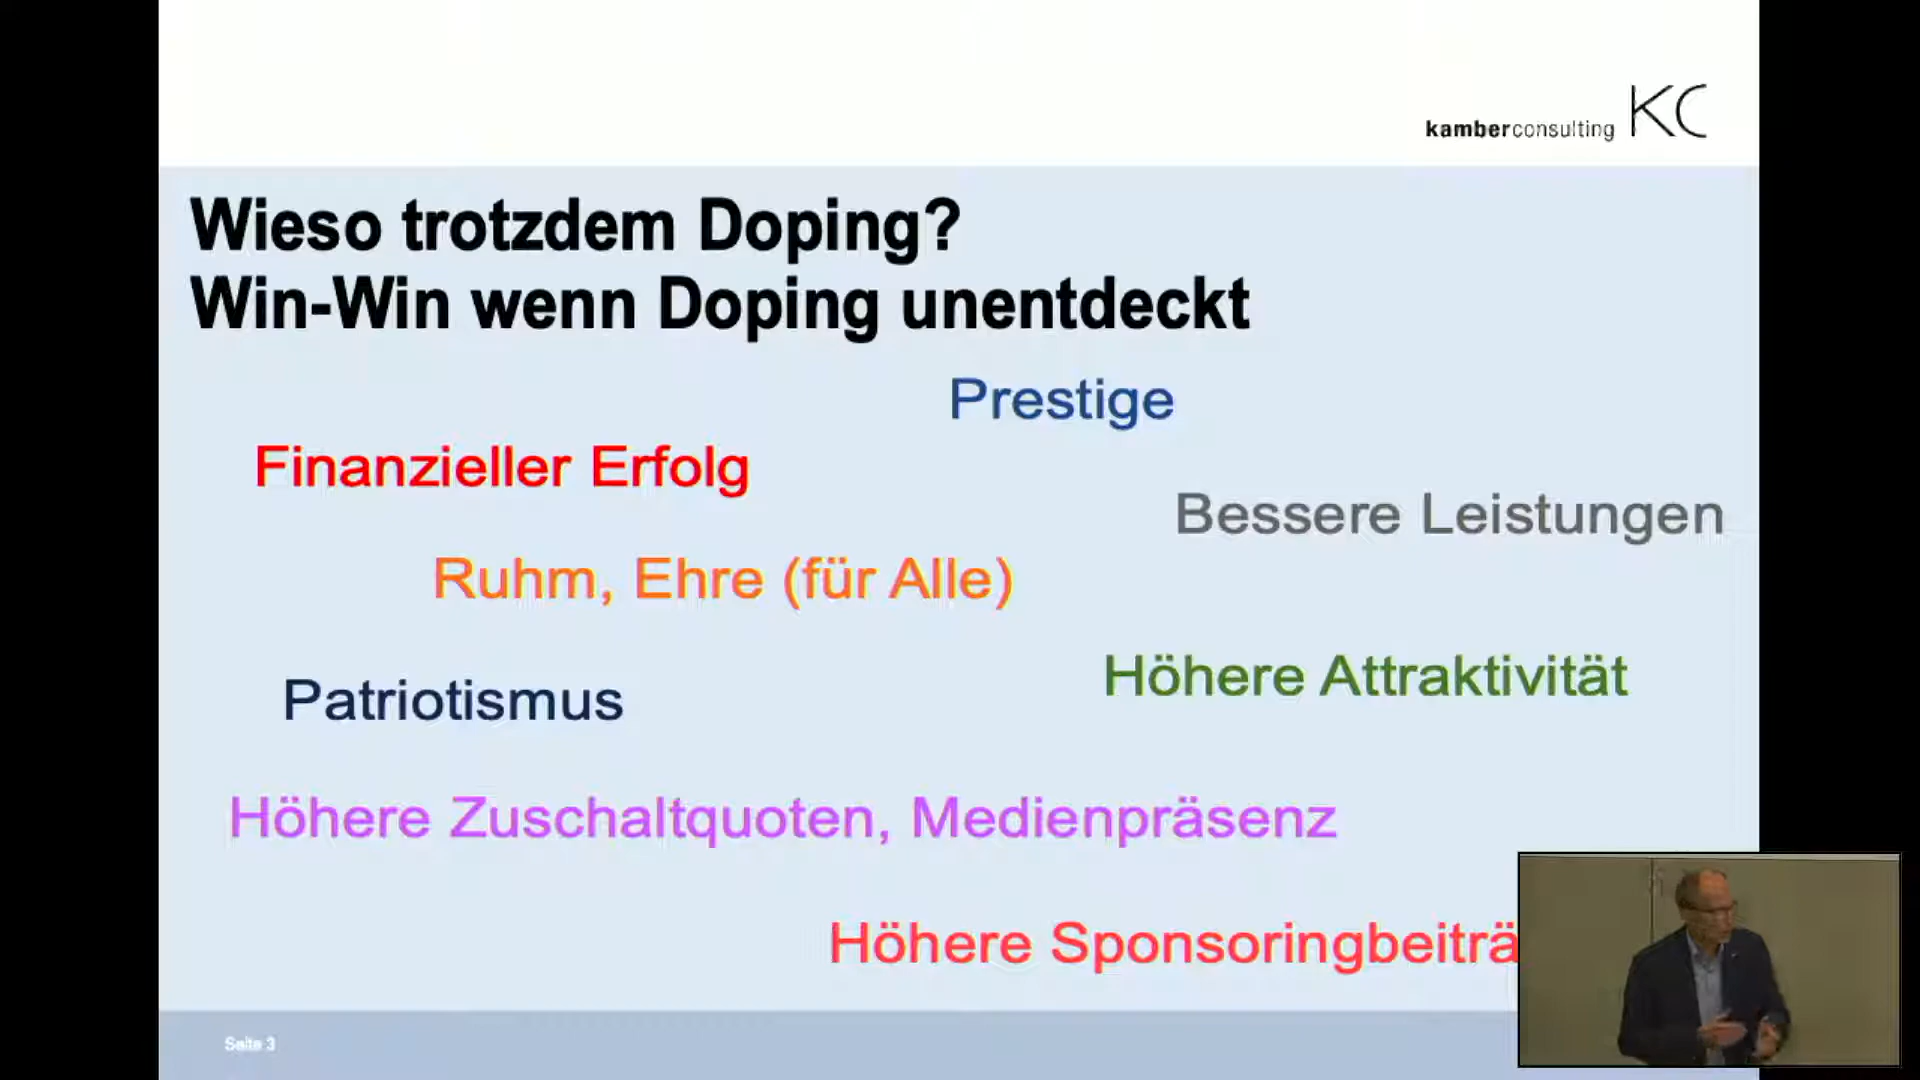 kamberconsulting KC
Wieso trotzdem Doping?
Win-Win wenn Doping unentdeckt
Prestige
Finanzieller Erfolg
Bessere Leistungen
Ruhm, Ehre (für Alle)
Höhere Attraktivität
Patriotismus
Höhere Zuschaltquoten, Medienpräsenz
Höhere Sponsoringbeiträ
Seite 3